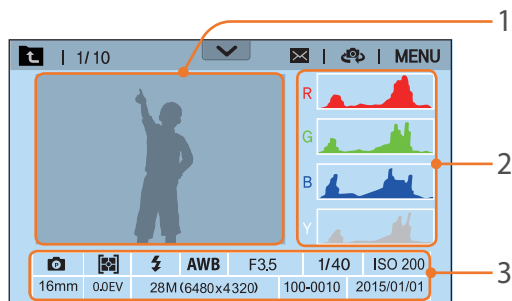 1
1/10 MENU
R
G
2
B
Y
P AWB F3.5 1/40 ISO 200
3
16mm 0.0EV 28M (6480x4320) 100-0010 2015/01/01